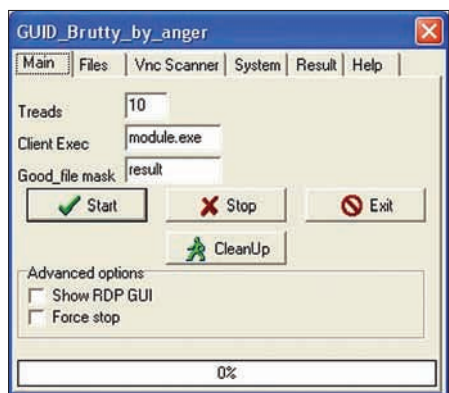 GUID_Brutty_by_anger
Main Files Vnc Scanner System Result Help
Treads 10
Client Exec module.exe
Good_file mask result
Start Stop Exit
CleanUp
Advanced options
Show RDP GUI
Force stop
0%